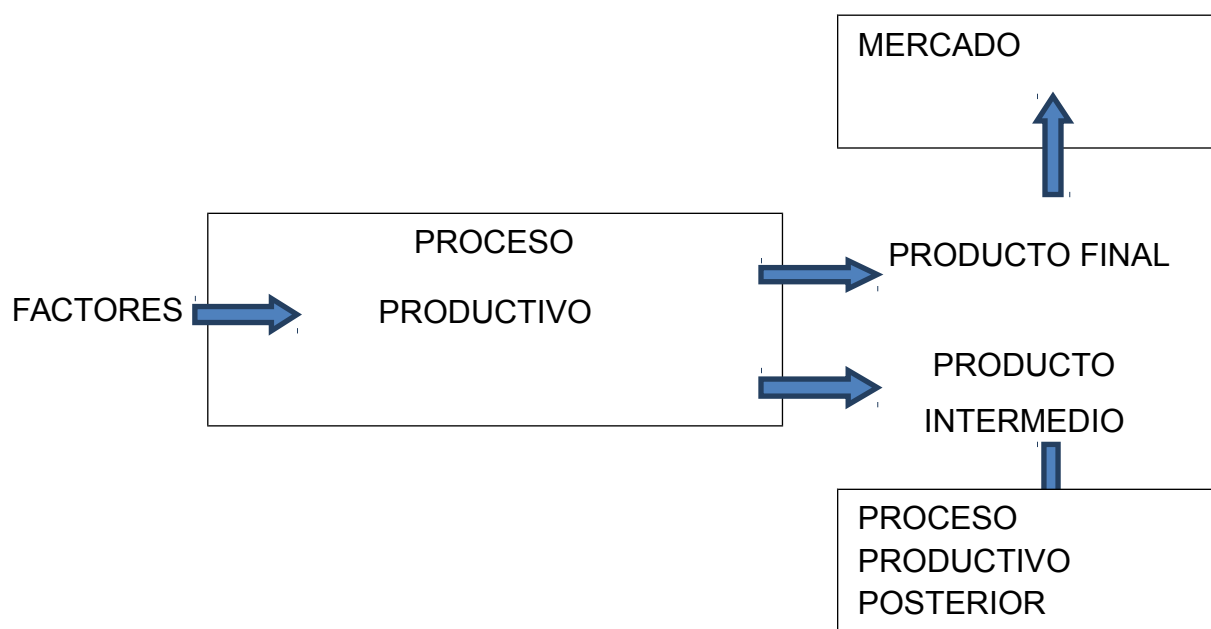 MERCADO
PROCESO
PRODUCTO FINAL
FACTORES
PRODUCTIVO
PRODUCTO
INTERMEDIO
PROCESO
PRODUCTIVO
POSTERIOR